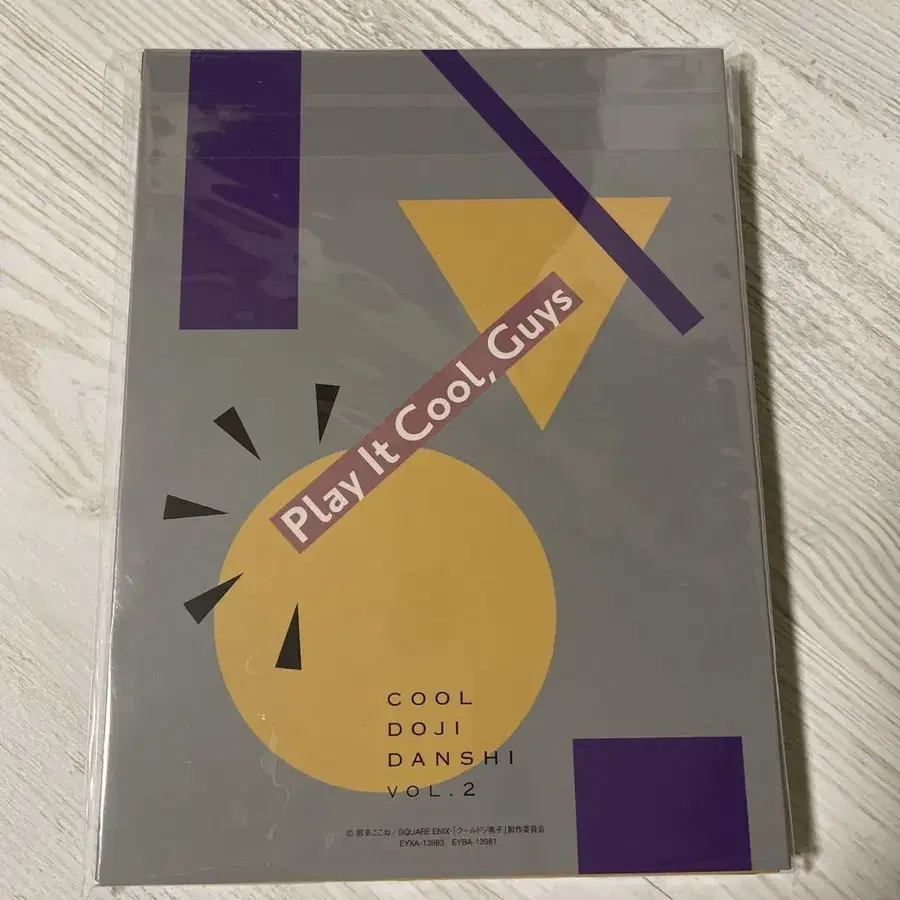 Play It Cool, Guys
COOL
DOJI
DANSHI
VOL.2
© 那多ここね／SQUARE ENIX・「クールドジ男子」製作委員会
EYXA-13983 EYBA-13981